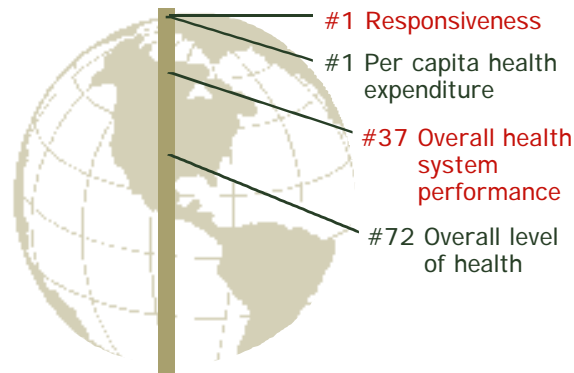 #1 Responsiveness
#1 Per capita health
expenditure
#37 Overall health
system
performance
#72 Overall level
of health